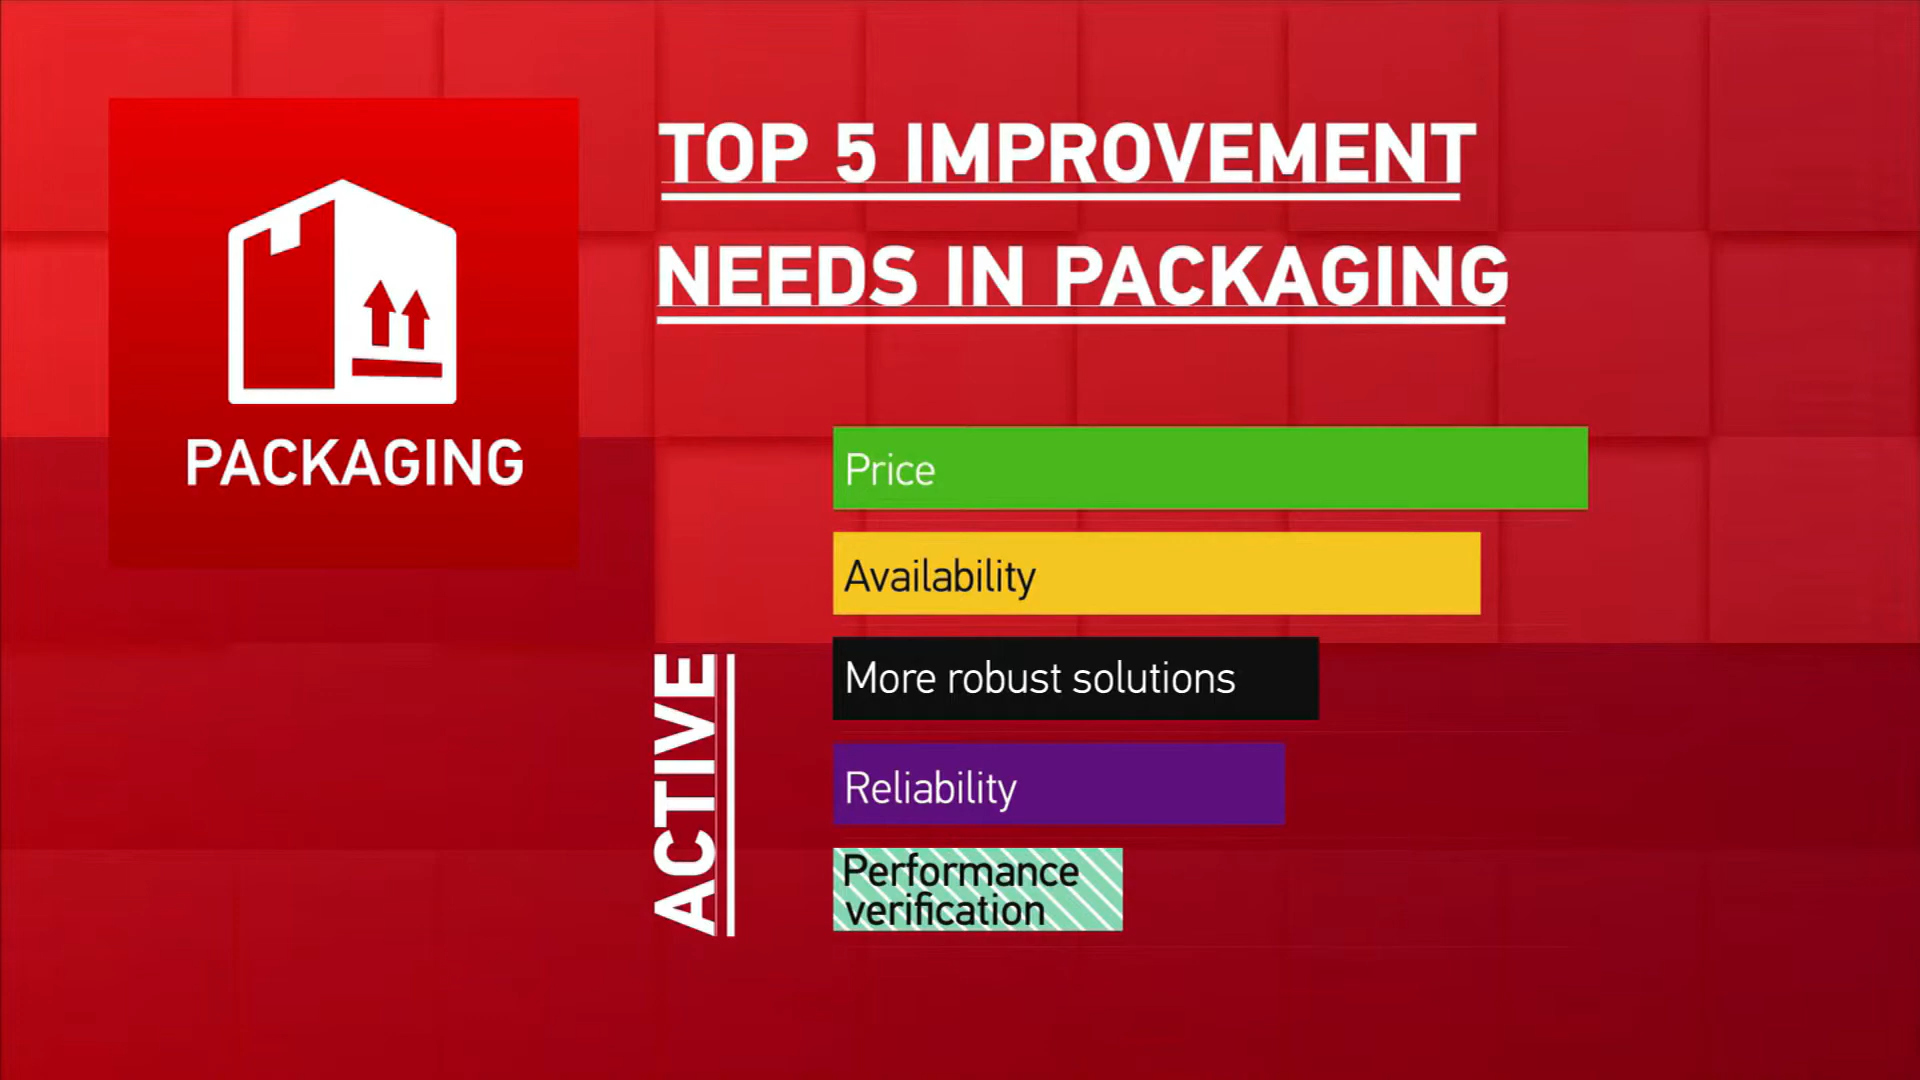 TOP 5 IMPROVEMENT
NEEDS IN PACKAGING
PACKAGING
ACTIVE
Price
Availability
More robust solutions
Reliability
Performance
verification